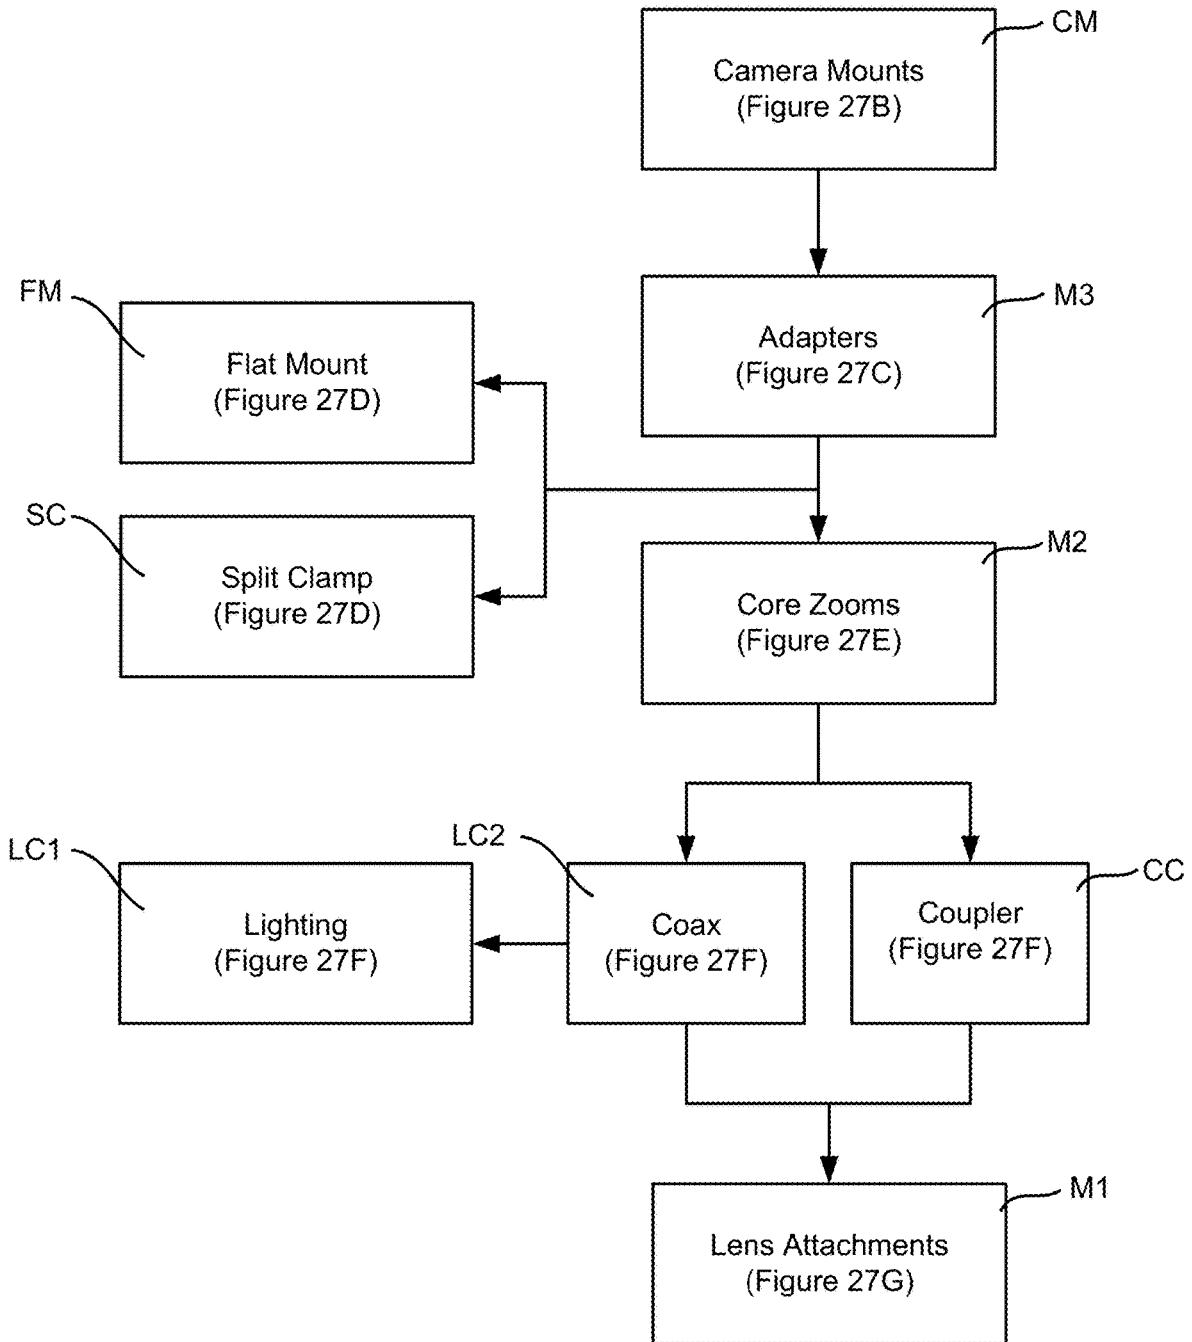 CM
Camera Mounts
(Figure 27B)
M3
Adapters
(Figure 27C)
FM
Flat Mount
(Figure 27D)
SC
Split Clamp
(Figure 27D)
M2
Core Zooms
(Figure 27E)
LC1
Lighting
(Figure 27F)
LC2
Coax
(Figure 27F)
CC
Coupler
(Figure 27F)
M1
Lens Attachments
(Figure 27G)